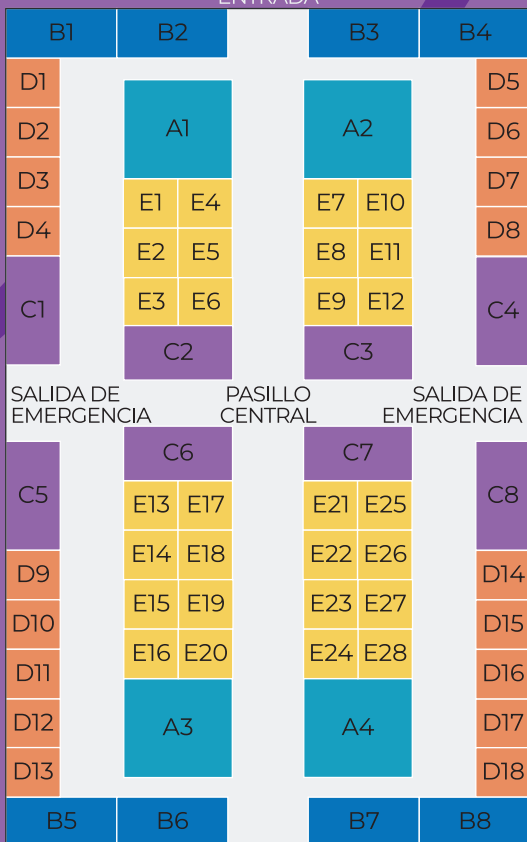 ENTRADA
B1 B2 B3 B4
D1 D5
A1 A2
D2 D6
D3 D7
E1 E4 E7 E10
D4 D8
E2 E5 E8 E11
E3 E6 E9 E12
C1 C4
C2 C3
SALIDA DE PASILLO SALIDA DE
EMERGENCIA CENTRAL EMERGENCIA
C6 C7
C5 C8
E13 E17 E21 E25
E14 E18 E22 E26
D9 D14
E15 E19 E23 E27
D10 D15
E16 E20 E24 E28
D11 D16
D12 D17
A3 A4
D13 D18
B5 B6 B7 B8